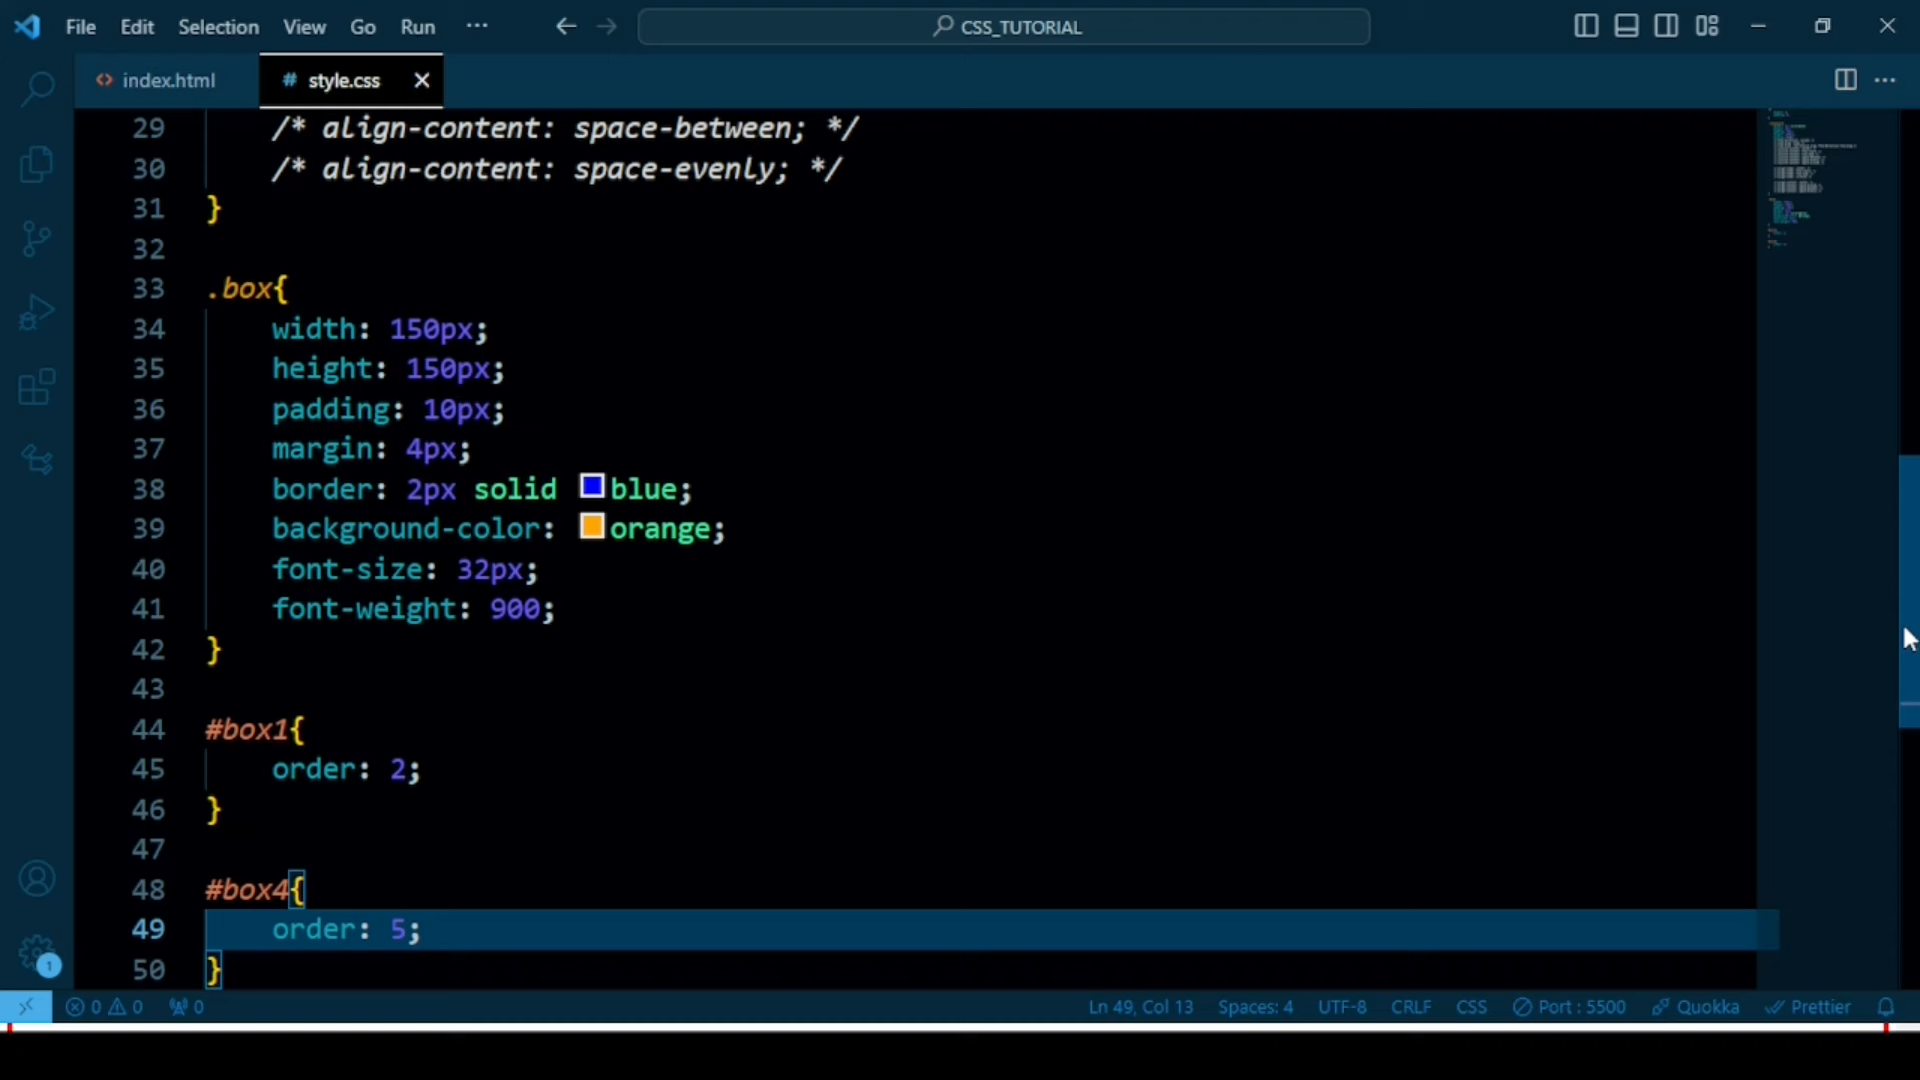 File Edit Selection View Go Run ··· CSS_TUTORIAL
index.html # style.css
29 /* align-content: space-between; */
30 /* align-content: space-evenly; */
31 }
32
33 .box{
34 width: 150px;
35 height: 150px;
36 padding: 10px;
37 margin: 4px;
38 border: 2px solid blue;
39 background-color: orange;
40 font-size: 32px;
41 font-weight: 900;
42 }
43
44 #box1{
45 order: 2;
46 }
47
48 #box4{
49 order: 5;
50 }
1
0 0 0 Ln 49, Col 13 Spaces: 4 UTF-8 CRLF CSS Port : 5500 Quokka Prettier